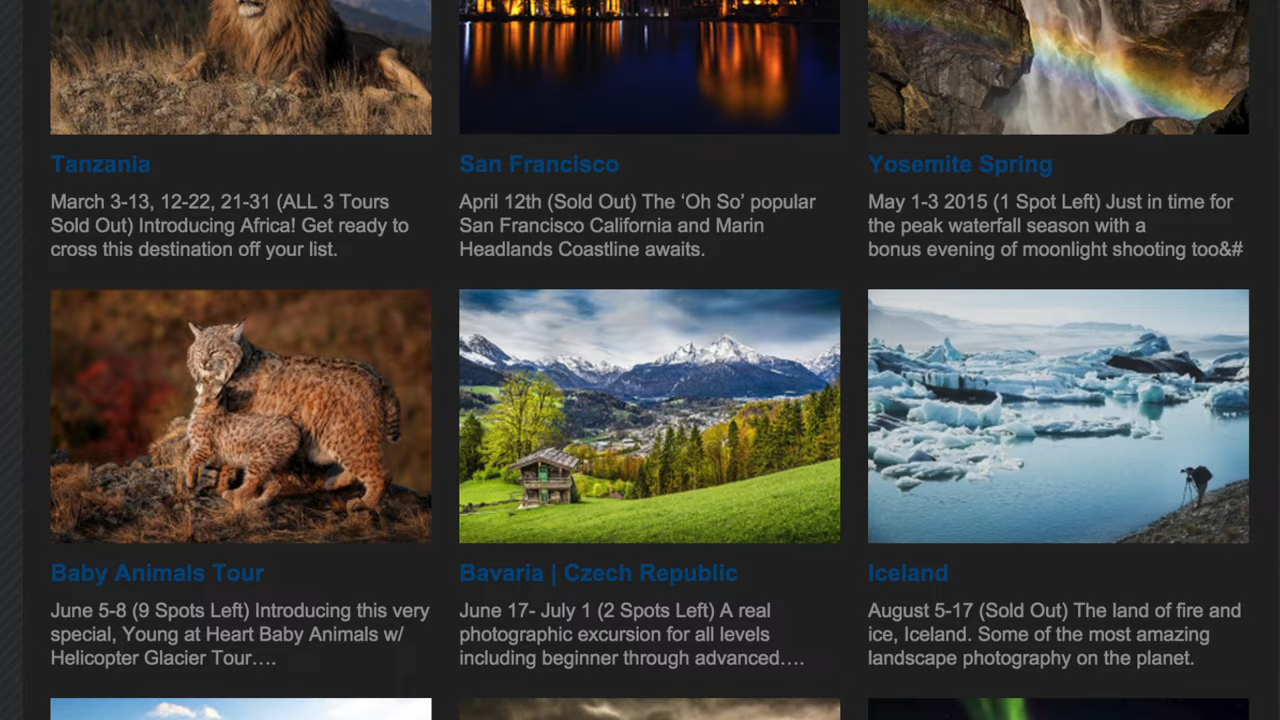 Tanzania
March 3-13, 12-22, 21-31 (ALL 3 Tours
Sold Out) Introducing Africa! Get ready to
cross this destination off your list.
San Francisco
April 12th (Sold Out) The ‘Oh So’ popular
San Francisco California and Marin
Headlands Coastline awaits.
Yosemite Spring
May 1-3 2015 (1 Spot Left) Just in time for
the peak waterfall season with a
bonus evening of moonlight shooting too&#
Baby Animals Tour
June 5-8 (9 Spots Left) Introducing this very
special, Young at Heart Baby Animals w/
Helicopter Glacier Tour….
Bavaria | Czech Republic
June 17- July 1 (2 Spots Left) A real
photographic excursion for all levels
including beginner through advanced….
Iceland
August 5-17 (Sold Out) The land of fire and
ice, Iceland. Some of the most amazing
landscape photography on the planet.